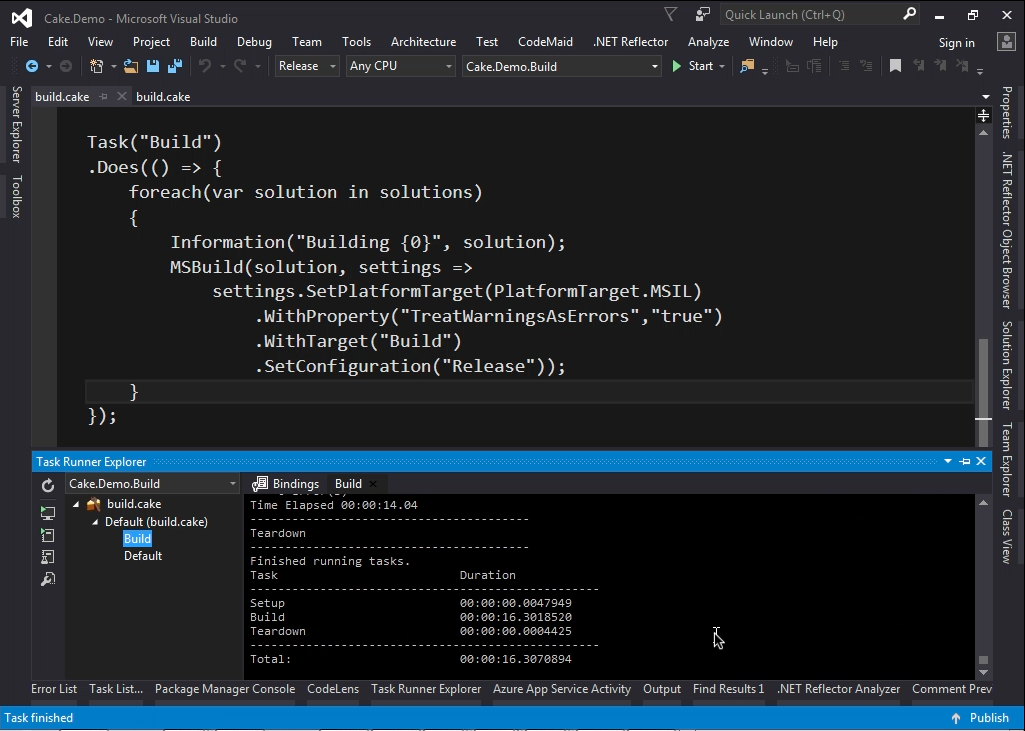 Cake.Demo - Microsoft Visual Studio
Quick Launch (Ctrl+Q)
File Edit View Project Build Debug Team Tools Architecture Test CodeMaid .NET Reflector Analyze Window Help Sign in
Release Any CPU Cake.Demo.Build Start
build.cake build.cake
Server Explorer
Toolbox
Task("Build")
.Does(() => {
foreach(var solution in solutions)
{
Information("Building {0}", solution);
MSBuild(solution, settings =>
settings.SetPlatformTarget(PlatformTarget.MSIL)
.WithProperty("TreatWarningsAsErrors","true")
.WithTarget("Build")
.SetConfiguration("Release"));
}
});
Properties
.NET Reflector Object Browser
Solution Explorer
Team Explorer
Class View
Task Runner Explorer
Cake.Demo.Build
build.cake
Default (build.cake)
Build
Default
Bindings Build
Time Elapsed 00:00:14.04
----------------------------------------
Teardown
----------------------------------------
Finished running tasks.
Task Duration
--------------------------------------------------
Setup 00:00:00.0047949
Build 00:00:16.3018520
Teardown 00:00:00.0004425
--------------------------------------------------
Total: 00:00:16.3070894
Error List Task List... Package Manager Console CodeLens Task Runner Explorer Azure App Service Activity Output Find Results 1 .NET Reflector Analyzer Comment Prev
Task finished Publish